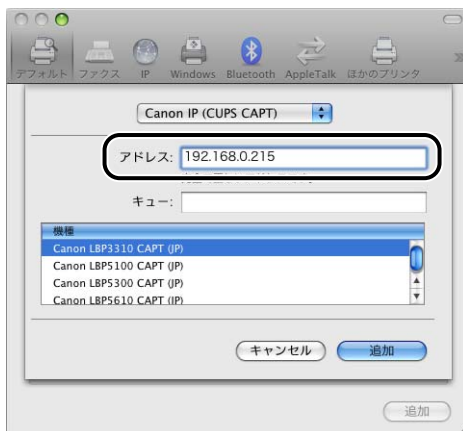 デフォルト ファックス IP Windows Bluetooth AppleTalk ほかのプリンタ
Canon IP (CUPS CAPT)
アドレス: 192.168.0.215
キュー:
機種
Canon LBP3310 CAPT (JP)
Canon LBP5100 CAPT (JP)
Canon LBP5300 CAPT (JP)
Canon LBP5610 CAPT (JP)
キャンセル 追加
追加